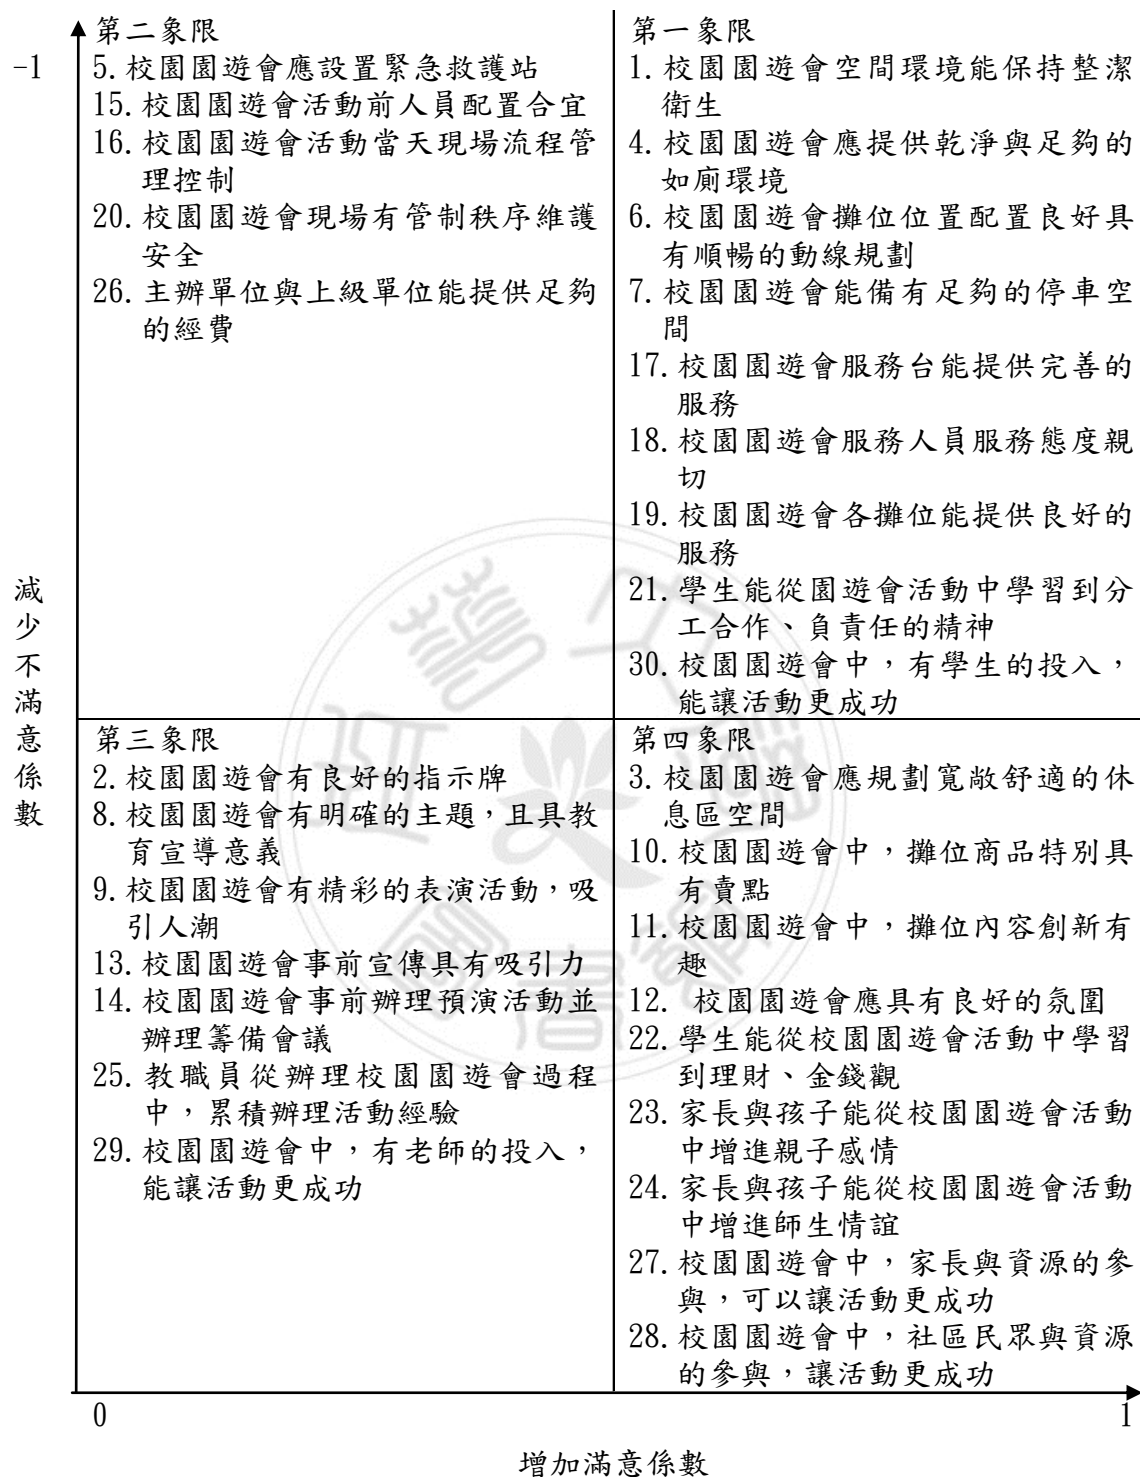 第二象限
5.校園園遊會應設置緊急救護站
15.校園園遊會活動前人員配置合宜
16.校園園遊會活動當天現場流程管
理控制
20.校園園遊會現場有管制秩序維護
安全
26.主辦單位與上級單位能提供足夠
的經費
第一象限
1.校園園遊會空間環境能保持整潔
衛生
4.校園園遊會應提供乾淨與足夠的
如廁環境
6.校園園遊會攤位位置配置良好具
有順暢的動線規劃
7.校園園遊會能備有足夠的停車空
間
17.校園園遊會服務台能提供完善的
服務
18.校園園遊會服務人員服務態度親
切
19.校園園遊會各攤位能提供良好的
服務
21.學生能從園遊會活動中學習到分
工合作、負責任的精神
30.校園園遊會中，有學生的投入，
能讓活動更成功
第三象限
2.校園園遊會有良好的指示牌
8.校園園遊會有明確的主題，且具教
育宣導意義
9.校園園遊會有精彩的表演活動，吸
引人潮
13.校園園遊會事前宣傳具有吸引力
14.校園園遊會事前辦理預演活動並
辦理籌備會議
25.教職員從辦理校園園遊會過程
中，累積辦理活動經驗
29.校園園遊會中，有老師的投入，
能讓活動更成功
第四象限
3.校園園遊會應規劃寬敞舒適的休
息區空間
10.校園園遊會中，攤位商品特別具
有賣點
11.校園園遊會中，攤位內容創新有
趣
12. 校園園遊會應具有良好的氛圍
22.學生能從校園園遊會活動中學習
到理財、金錢觀
23.家長與孩子能從校園園遊會活動
中增進親子感情
24.家長與孩子能從校園園遊會活動
中增進師生情誼
27.校園園遊會中，家長與資源的參
與，可以讓活動更成功
28.校園園遊會中，社區民眾與資源
的參與，讓活動更成功
-1
減少不滿意係數
0
1
增加滿意係數